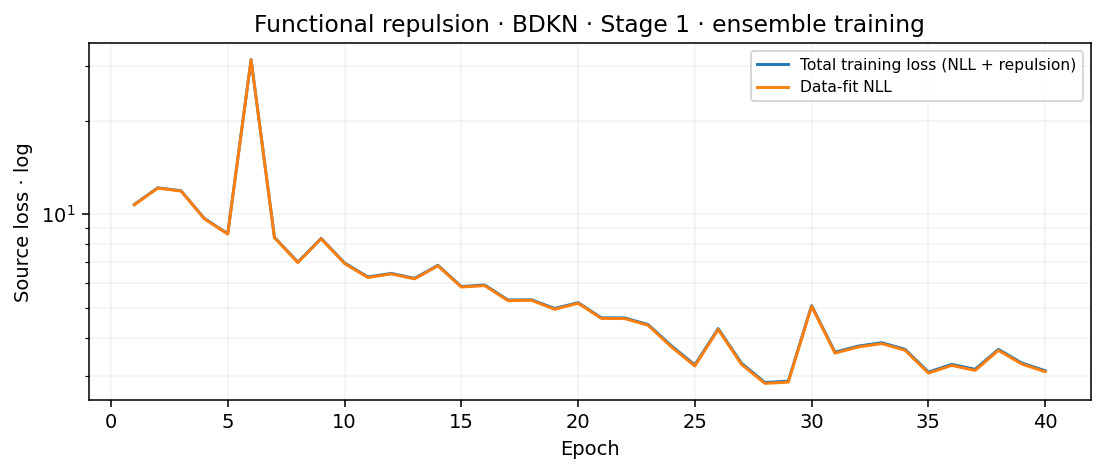 Functional repulsion · BDKN · Stage 1 · ensemble training
Total training loss (NLL + repulsion)
Data-fit NLL
Source loss · log
10¹
0 5 10 15 20 25 30 35 40
Epoch